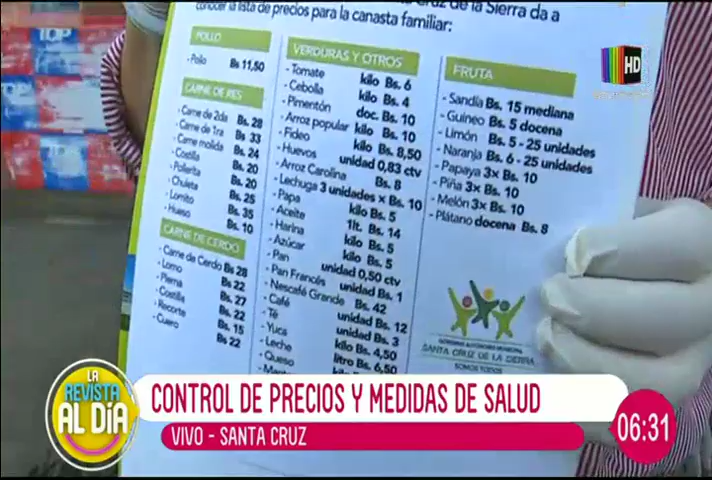 de la Sierra da a
conocer la lista de precios para la canasta familiar:
POLLO
- Pollo Bs 11,50
CARNE DE RES
- Carne de 2da Bs. 28
- Carne de 1ra Bs. 33
- Carne molida Bs. 24
- Costilla Bs. 20
- Pollerita Bs. 20
- Chuleta Bs. 25
- Lomito Bs. 35
- Hueso Bs. 10
CARNE DE CERDO
- Carne de Cerdo Bs 28
- Lomo Bs 22
- Pierna Bs. 27
- Costilla Bs. 22
- Recorte Bs. 15
- Cuero Bs. 22
VERDURAS Y OTROS
- Tomate kilo Bs. 6
- Cebolla kilo Bs. 4
- Pimentón doc. Bs. 10
- Arroz popular kilo Bs. 10
- Fideo kilo Bs. 8,50
- Huevos unidad 0,83 ctv
- Arroz Carolina Bs. 8
- Lechuga 3 unidades x Bs. 10
- Papa kilo Bs. 5
- Aceite 1lt. Bs. 14
- Harina kilo Bs. 5
- Azúcar kilo Bs. 5
- Pan unidad 0,50 ctv
- Pan Francés unidad Bs. 1
- Nescafé Grande Bs. 42
- Café unidad Bs. 12
- Té unidad Bs. 3
- Yuca kilo Bs. 4,50
- Leche litro Bs. 6,50
- Queso
FRUTA
- Sandía Bs. 15 mediana
- Guineo Bs. 5 docena
- Limón Bs. 5 - 25 unidades
- Naranja Bs. 6 - 25 unidades
- Papaya 3x Bs. 10
- Piña 3x Bs. 10
- Melón 3x Bs. 10
- Plátano docena Bs. 8
GOBIERNO AUTÓNOMO MUNICIPAL
SANTA CRUZ DE LA SIERRA
SOMOS TODOS
HD
TOP
LA
REVISTA
AL DÍA
CONTROL DE PRECIOS Y MEDIDAS DE SALUD
VIVO - SANTA CRUZ
06:31